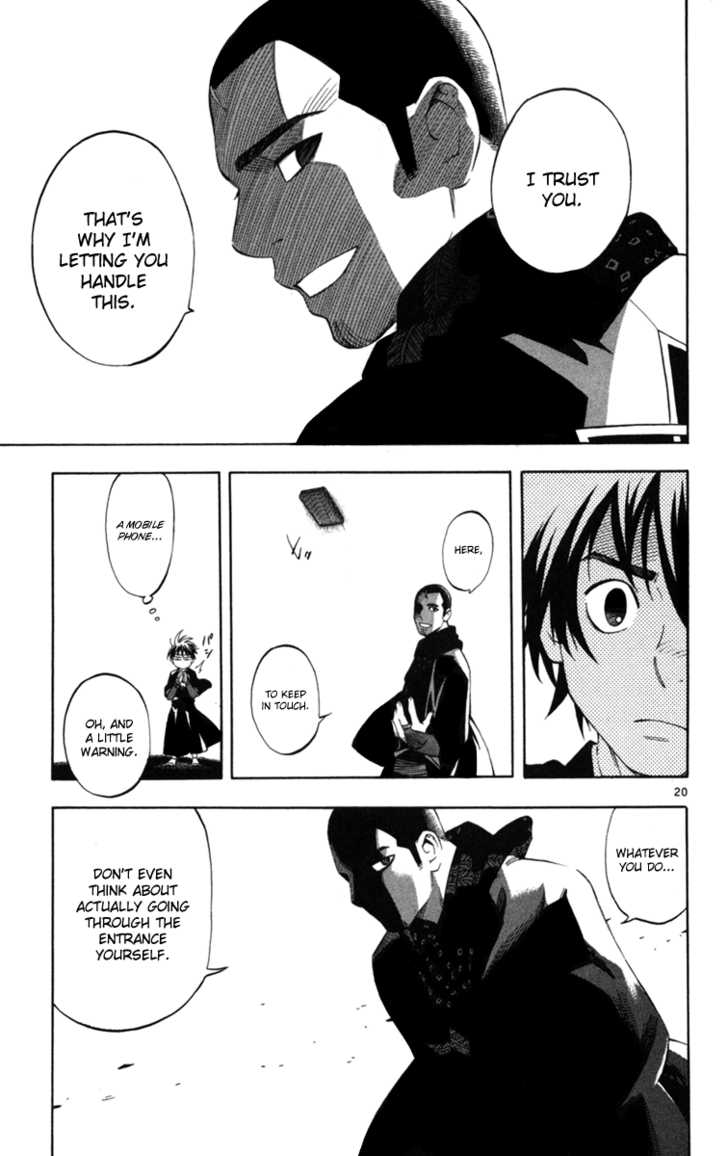 I TRUST
YOU.
THAT'S
WHY I'M
LETTING YOU
HANDLE
THIS.
HERE,
TO KEEP
IN TOUCH.
A MOBILE
PHONE...
OH, AND
A LITTLE
WARNING.
20
WHATEVER
YOU DO...
DON'T EVEN
THINK ABOUT
ACTUALLY GOING
THROUGH THE
ENTRANCE
YOURSELF.